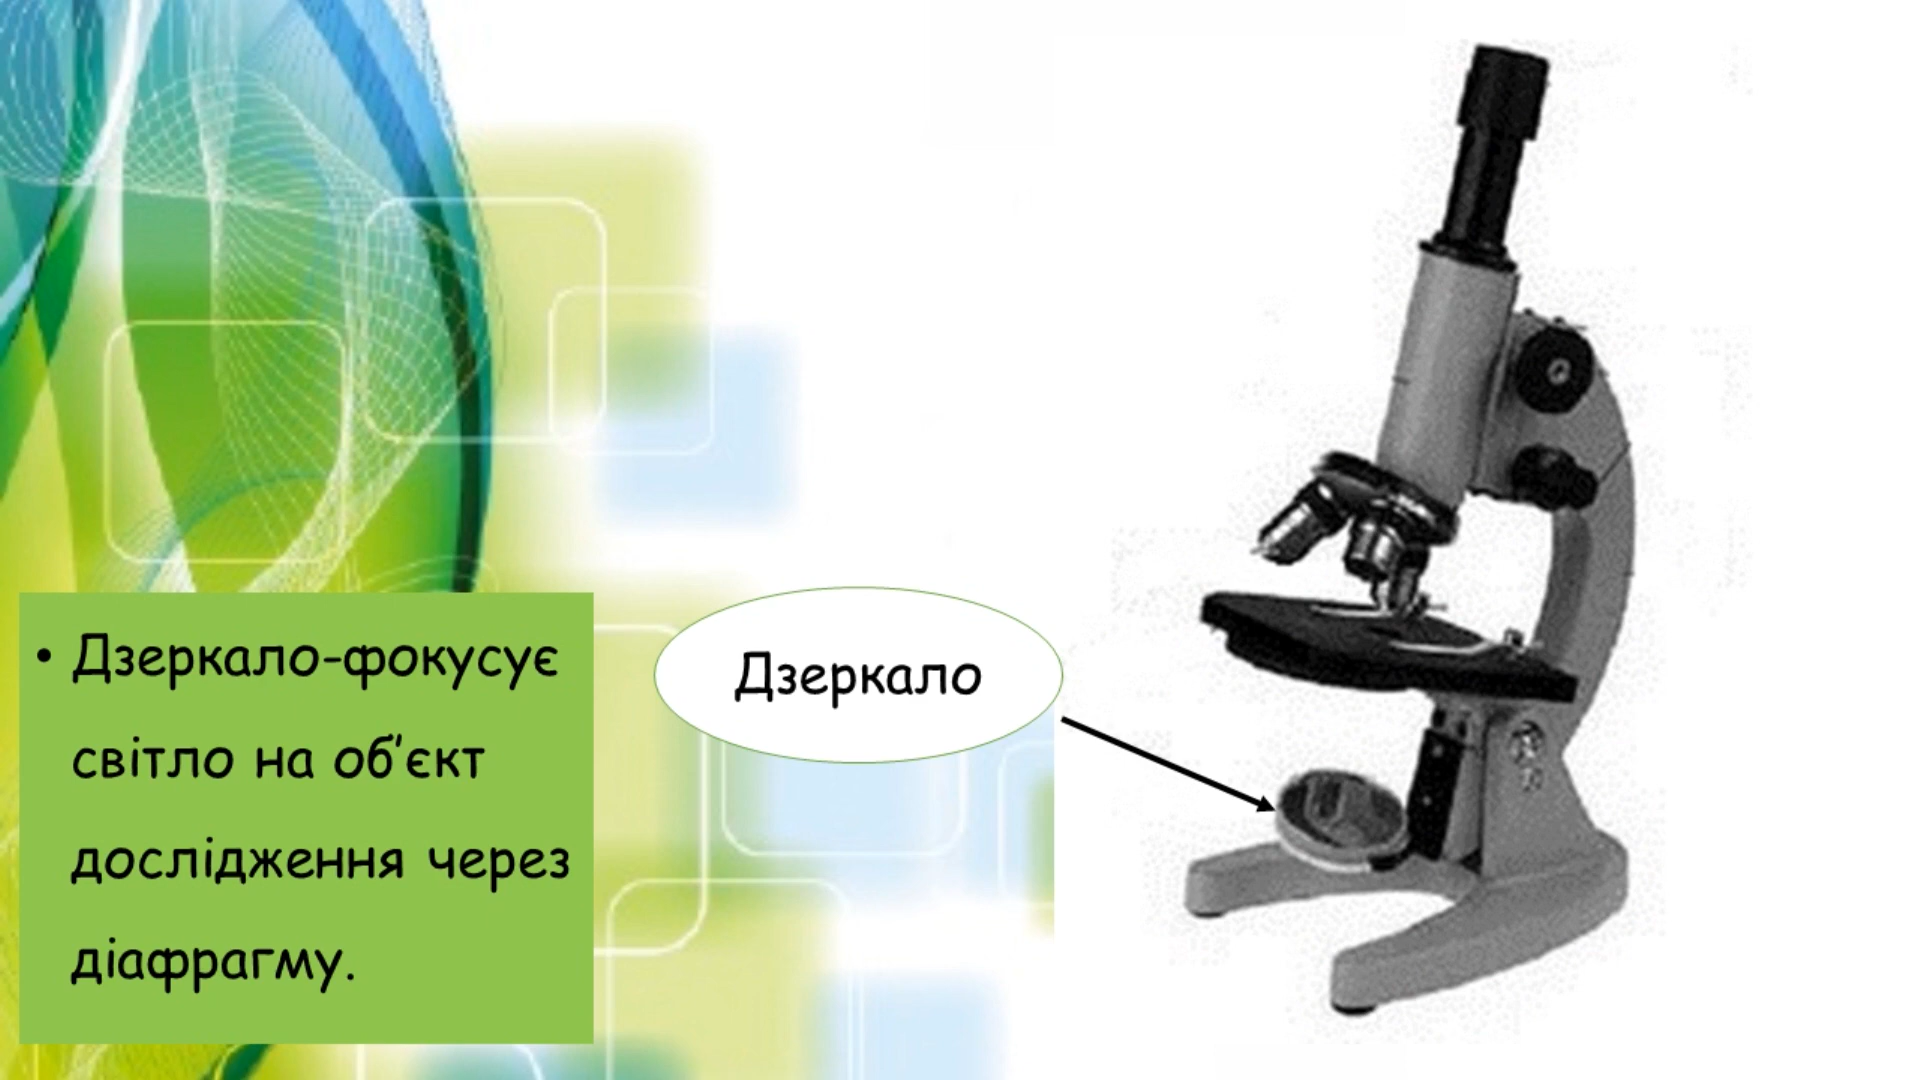 • Дзеркало-фокусує
світло на об’єкт
дослідження через
діафрагму.
Дзеркало